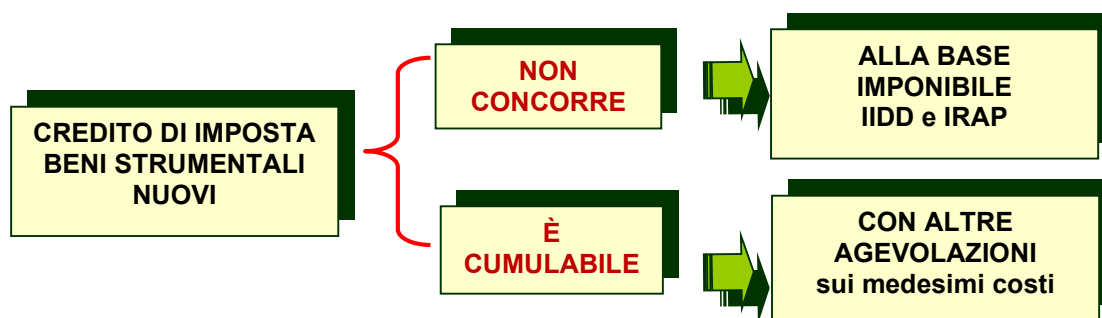 CREDITO DI IMPOSTA
BENI STRUMENTALI
NUOVI
NON
CONCORRE
ALLA BASE
IMPONIBILE
IIDD e IRAP
È
CUMULABILE
CON ALTRE
AGEVOLAZIONI
sui medesimi costi